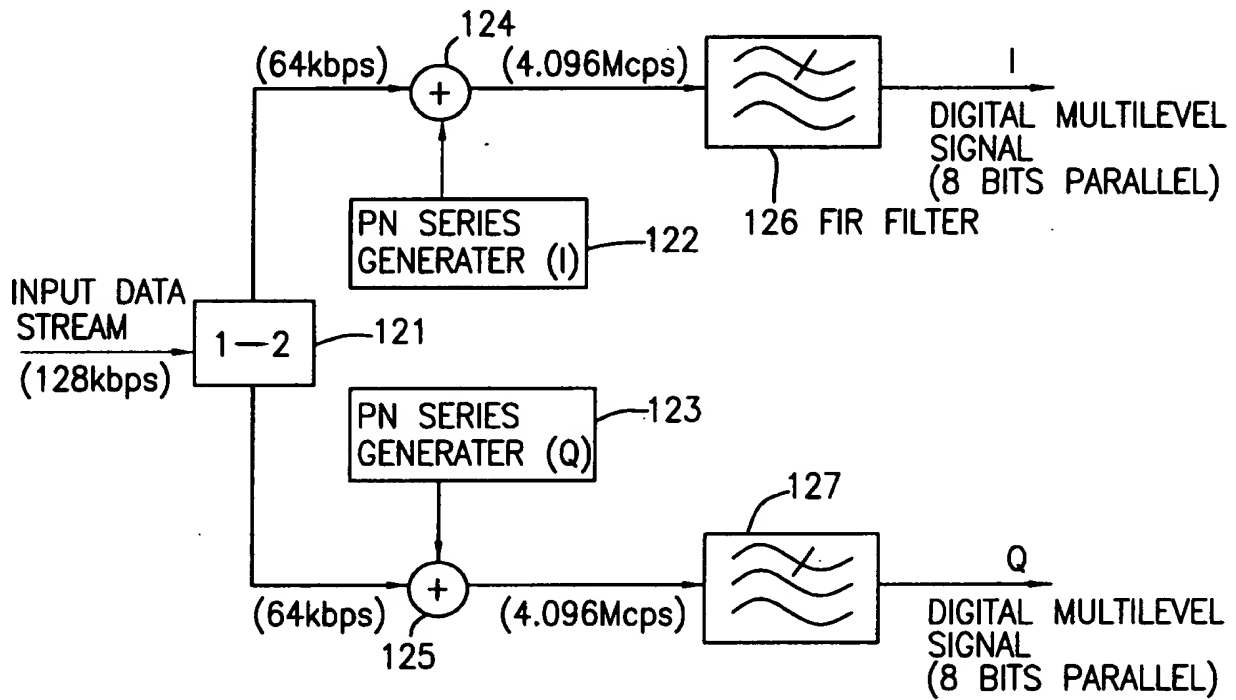 124
(64kbps)
+
(4.096Mcps)
I
DIGITAL MULTILEVEL
SIGNAL
(8 BITS PARALLEL)
PN SERIES
GENERATER (I)
122
126 FIR FILTER
INPUT DATA
STREAM
(128kbps)
1—2
121
PN SERIES
GENERATER (Q)
123
127
+
(64kbps)
(4.096Mcps)
125
Q
DIGITAL MULTILEVEL
SIGNAL
(8 BITS PARALLEL)